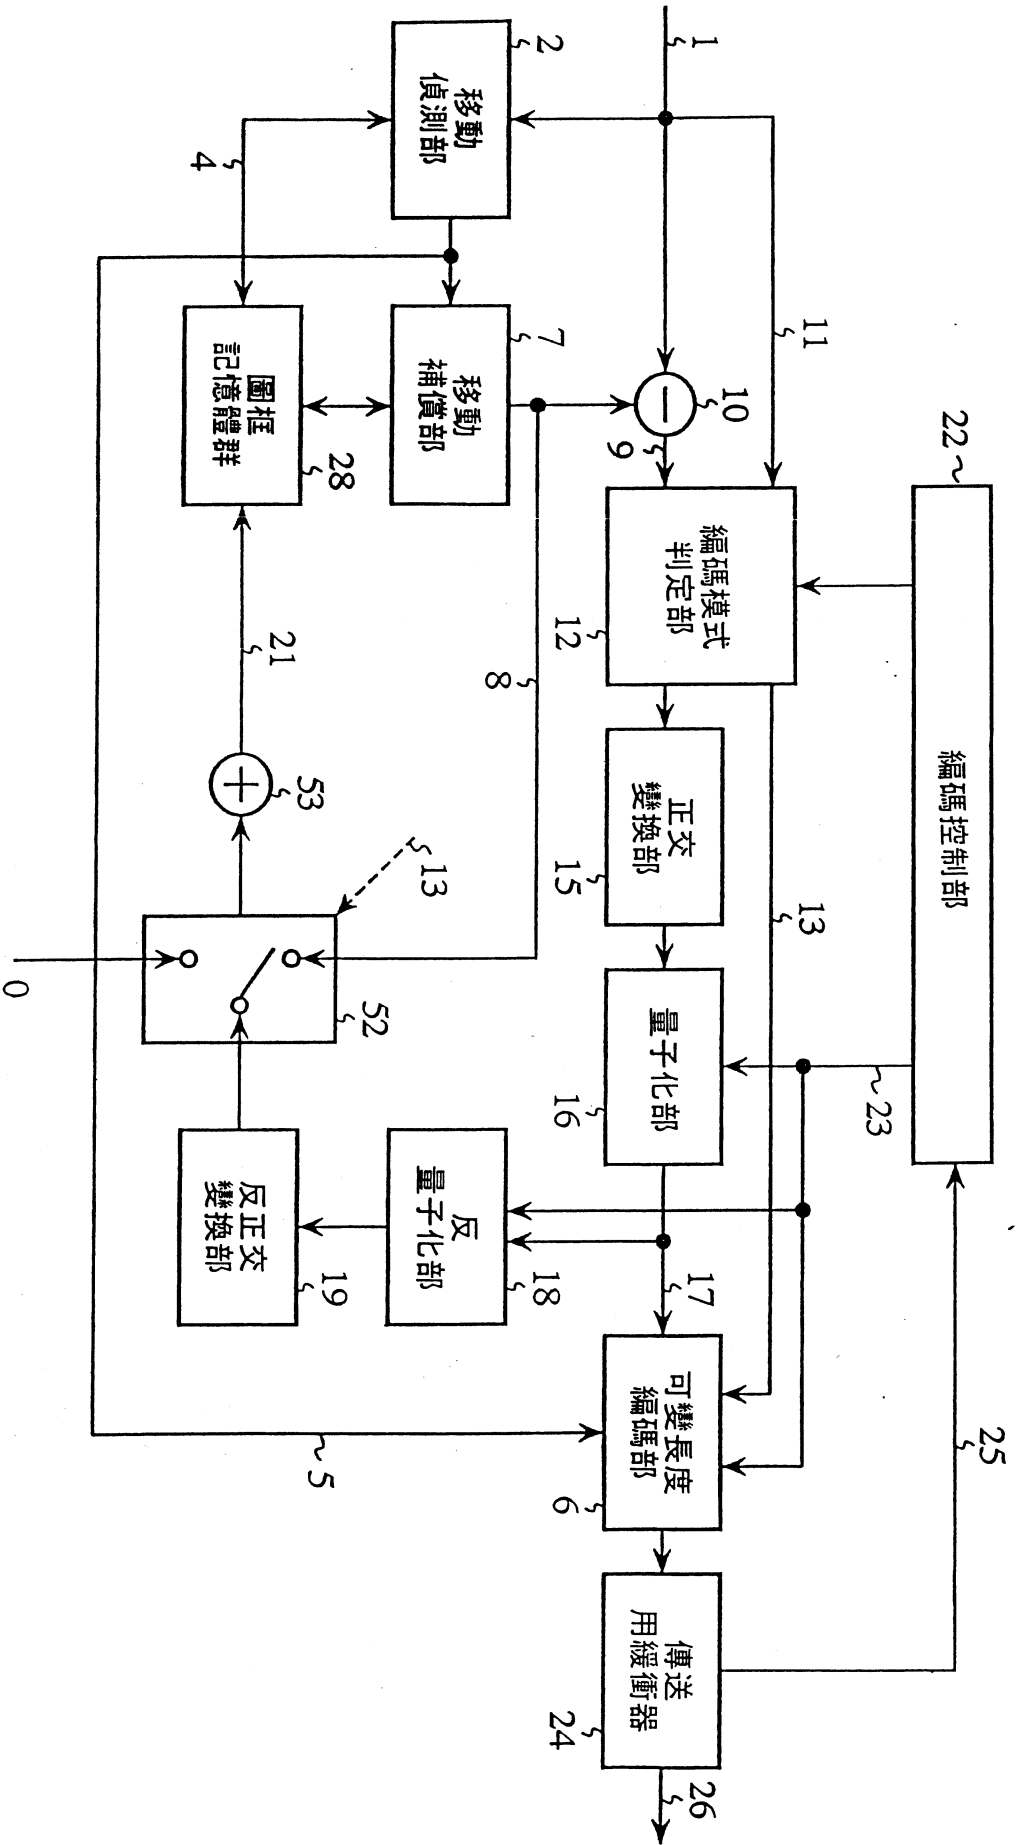 22
編碼控制部
25
1
11
10
9
編碼模式
判定部
12
13
正交
變換部
15
23
量子化部
16
17
可變長度
編碼部
6
傳送
用緩衝器
24
26
2
移動
偵測部
7
移動
補償部
8
反
量子化部
18
4
圖框
記憶體群
28
21
53
13
52
0
反正交
變換部
19
5